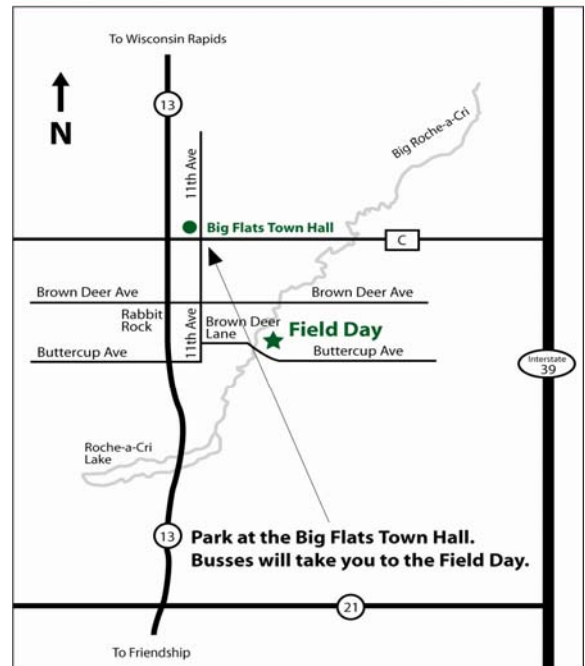 To Wisconsin Rapids
N
13
11th Ave
Big Roche-a-Cri
Big Flats Town Hall
C
Brown Deer Ave
Brown Deer Ave
Rabbit
Rock
11th Ave
Brown Deer
Lane
Field Day
Buttercup Ave
Buttercup Ave
Interstate
39
Roche-a-Cri
Lake
13
Park at the Big Flats Town Hall.
Busses will take you to the Field Day.
21
To Friendship